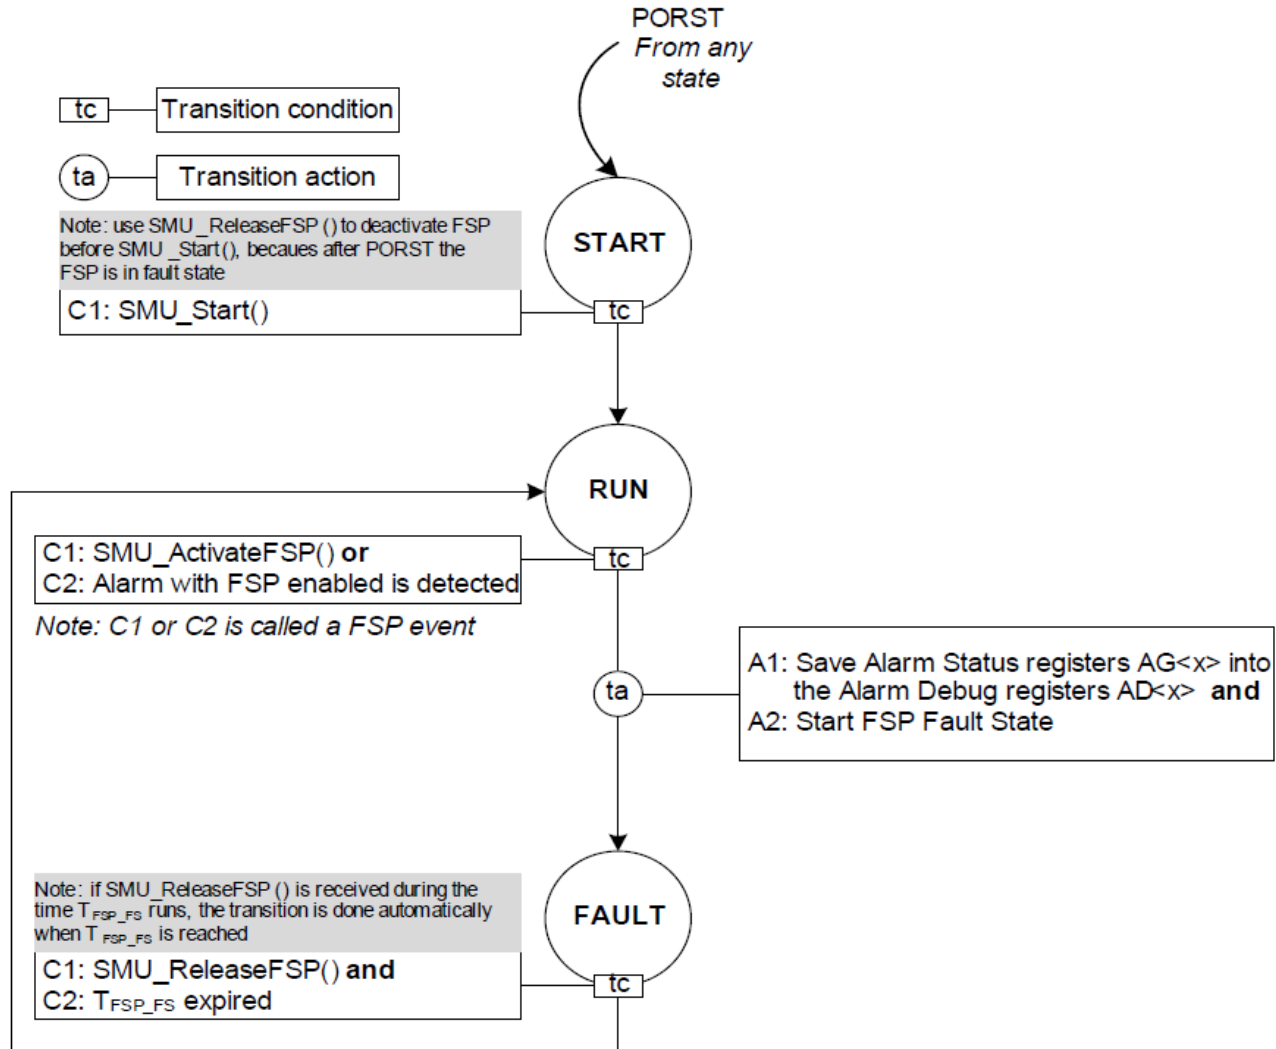 PORST
From any
state
tc
Transition condition
ta
Transition action
Note: use SMU_ReleaseFSP () to deactivate FSP
before SMU_Start(), becaues after PORST the
FSP is in fault state
C1: SMU_Start()
START
tc
RUN
C1: SMU_ActivateFSP() or
C2: Alarm with FSP enabled is detected
tc
Note: C1 or C2 is called a FSP event
ta
A1: Save Alarm Status registers AG<x> into
the Alarm Debug registers AD<x> and
A2: Start FSP Fault State
Note: if SMU_ReleaseFSP () is received during the
time TFSP_FS runs, the transition is done automatically
when TFSP_FS is reached
C1: SMU_ReleaseFSP() and
C2: TFSP_FS expired
FAULT
tc